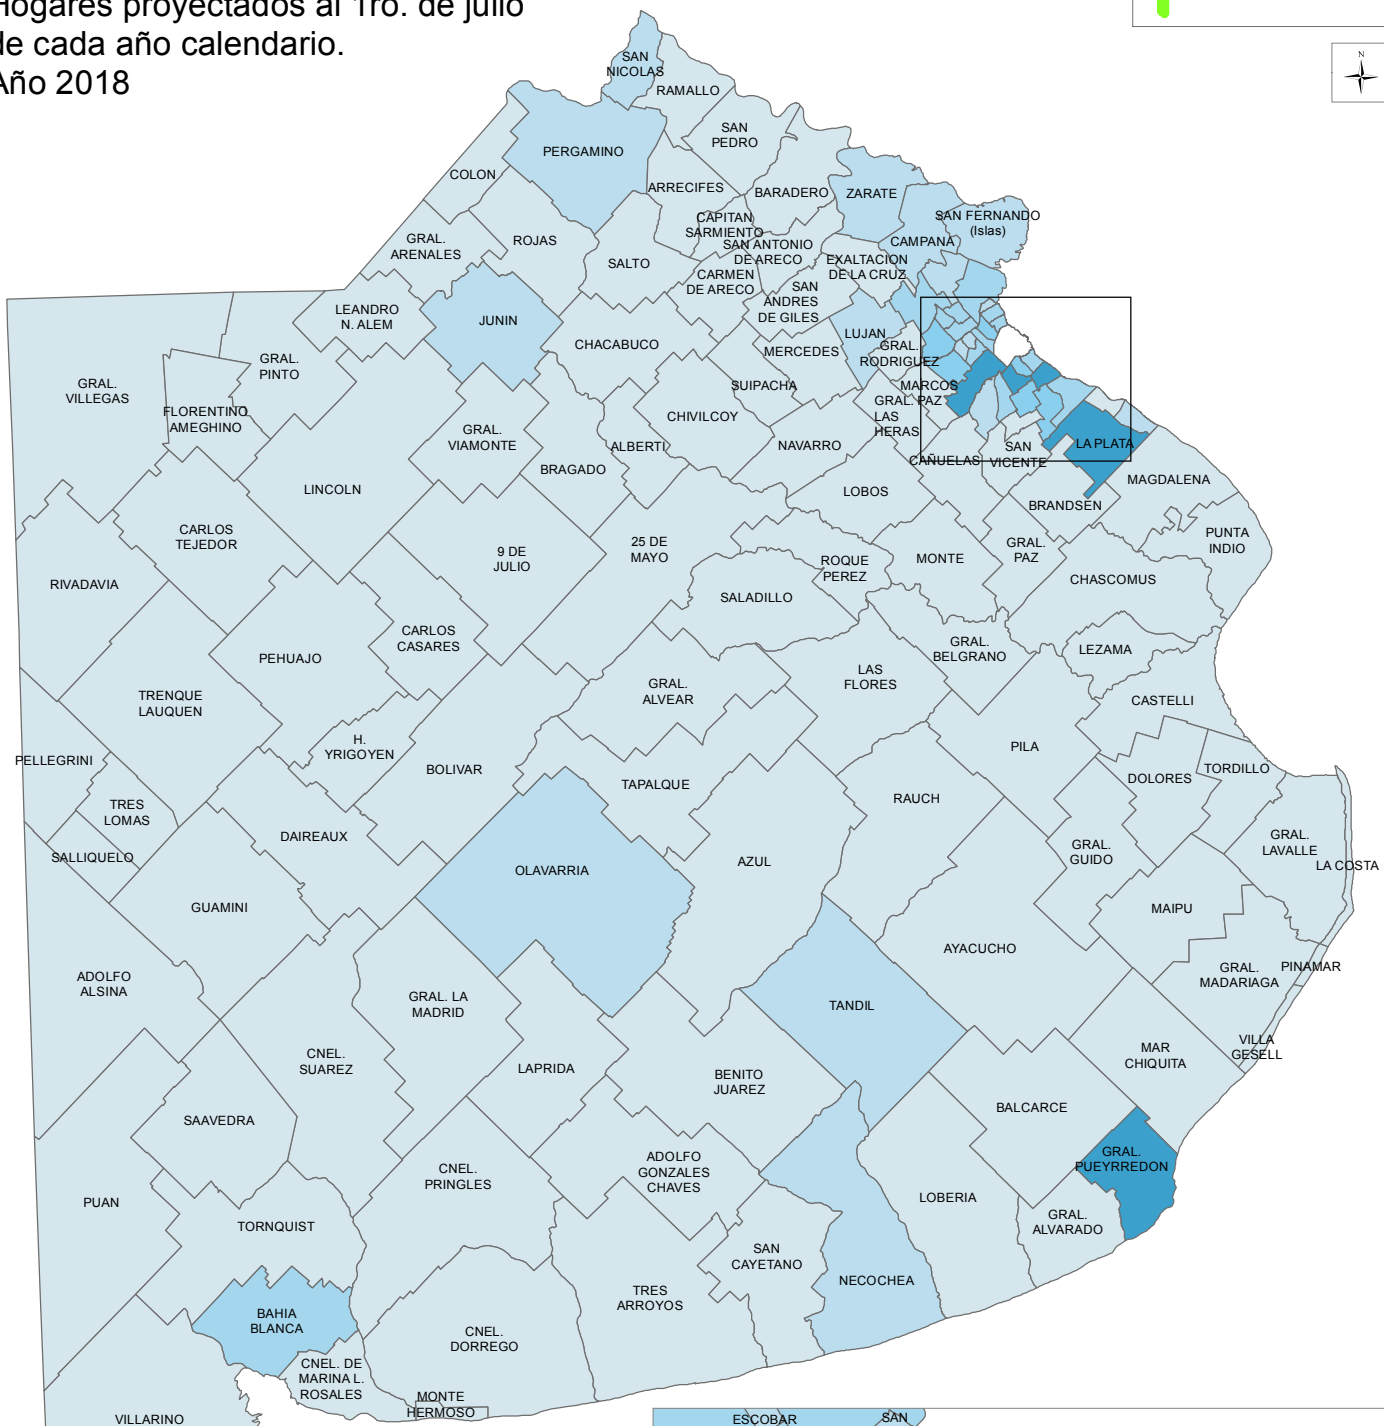 Hogares proyectados al 1ro. de julio
de cada año calendario.
Año 2018
N
SAN
NICOLAS
RAMALLO
SAN
PEDRO
PERGAMINO
COLON
ARRECIFES
BARADERO
ZARATE
CAPITAN
SARMIENTO
SAN FERNANDO
(Islas)
GRAL.
ARENALES
ROJAS
SALTO
SAN ANTONIO
DE ARECO
CAMPANA
CARMEN
DE ARECO
EXALTACION
DE LA CRUZ
SAN
ANDRES
DE GILES
LEANDRO
N. ALEM
JUNIN
CHACABUCO
LUJAN
MERCEDES
GRAL.
RODRIGUEZ
GRAL.
PINTO
GRAL.
VILLEGAS
FLORENTINO
AMEGHINO
SUIPACHA
MARCOS
PAZ
GRAL.
LAS
HERAS
CHIVILCOY
GRAL.
VIAMONTE
ALBERTI
NAVARRO
BRAGADO
CAÑUELAS
SAN
VICENTE
LA PLATA
LINCOLN
LOBOS
MAGDALENA
BRANDSEN
CARLOS
TEJEDOR
9 DE
JULIO
25 DE
MAYO
ROQUE
PEREZ
MONTE
GRAL.
PAZ
PUNTA
INDIO
RIVADAVIA
SALADILLO
CHASCOMUS
CARLOS
CASARES
PEHUAJO
GRAL.
BELGRANO
LEZAMA
TRENQUE
LAUQUEN
GRAL.
ALVEAR
LAS
FLORES
CASTELLI
H.
YRIGOYEN
PELLEGRINI
BOLIVAR
PILA
TAPALQUE
DOLORES
TORDILLO
TRES
LOMAS
RAUCH
DAIREAUX
SALLIQUELO
OLAVARRIA
AZUL
GRAL.
GUIDO
GRAL.
LAVALLE
LA COSTA
GUAMINI
MAIPU
AYACUCHO
ADOLFO
ALSINA
GRAL. LA
MADRID
TANDIL
GRAL.
MADARIAGA
PINAMAR
CNEL.
SUAREZ
LAPRIDA
BENITO
JUAREZ
MAR
CHIQUITA
VILLA
GESELL
SAAVEDRA
BALCARCE
CNEL.
PRINGLES
ADOLFO
GONZALES
CHAVES
GRAL.
PUEYRREDON
PUAN
LOBERIA
TORNQUIST
GRAL.
ALVARADO
SAN
CAYETANO
NECOCHEA
TRES
ARROYOS
BAHIA
BLANCA
CNEL.
DORREGO
CNEL. DE
MARINA L.
ROSALES
MONTE
HERMOSO
VILLARINO
ESCOBAR
SAN